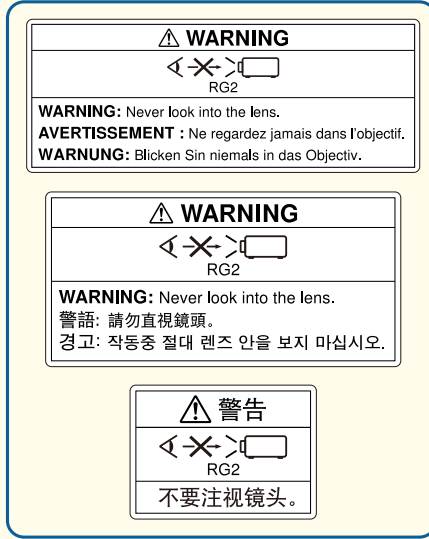 ⚠ WARNING
RG2
WARNING: Never look into the lens.
AVERTISSEMENT : Ne regardez jamais dans l'objectif.
WARNUNG: Blicken Sin niemals in das Objectiv.
⚠ WARNING
RG2
WARNING: Never look into the lens.
警語: 請勿直視鏡頭。
경고: 작동중 절대 렌즈 안을 보지 마십시오.
⚠ 警告
RG2
不要注视镜头。